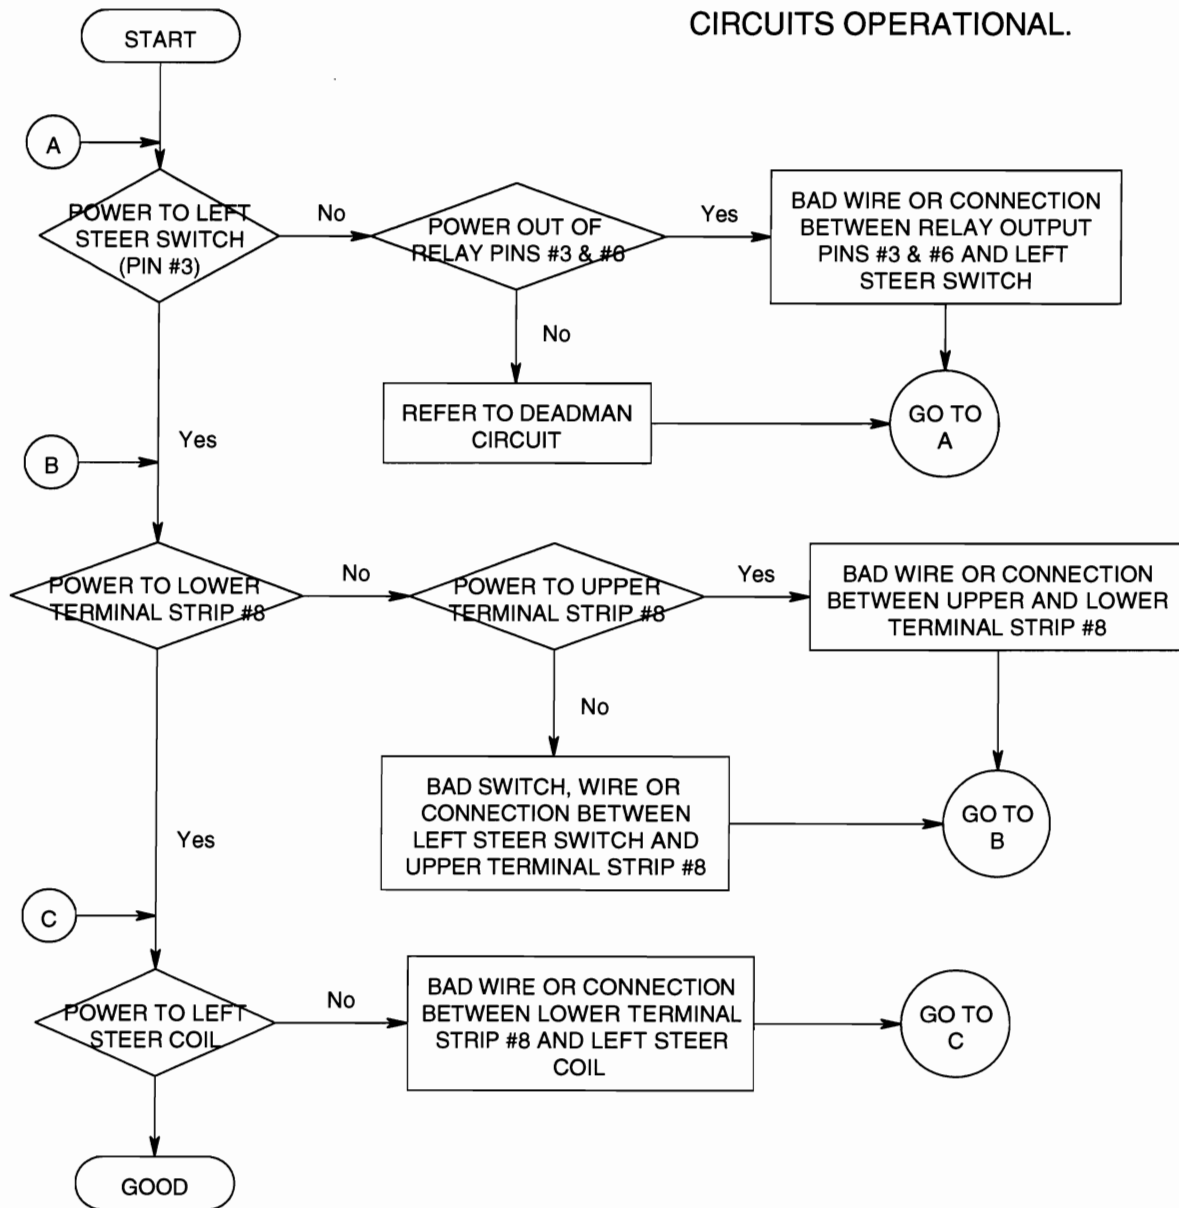 CIRCUITS OPERATIONAL.
START
A
POWER TO LEFT
STEER SWITCH
(PIN #3)
No
POWER OUT OF
RELAY PINS #3 & #6
Yes
BAD WIRE OR CONNECTION
BETWEEN RELAY OUTPUT
PINS #3 & #6 AND LEFT
STEER SWITCH
No
REFER TO DEADMAN
CIRCUIT
GO TO
A
Yes
B
POWER TO LOWER
TERMINAL STRIP #8
No
POWER TO UPPER
TERMINAL STRIP #8
Yes
BAD WIRE OR CONNECTION
BETWEEN UPPER AND LOWER
TERMINAL STRIP #8
No
BAD SWITCH, WIRE OR
CONNECTION BETWEEN
LEFT STEER SWITCH AND
UPPER TERMINAL STRIP #8
GO TO
B
Yes
C
POWER TO LEFT
STEER COIL
No
BAD WIRE OR CONNECTION
BETWEEN LOWER TERMINAL
STRIP #8 AND LEFT STEER
COIL
GO TO
C
GOOD